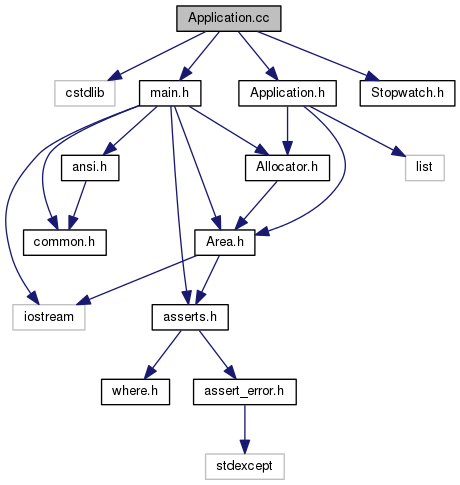 Application.cc
cstdlib
main.h
Application.h
Stopwatch.h
ansi.h
Allocator.h
list
common.h
Area.h
iostream
asserts.h
where.h
assert_error.h
stdexcept